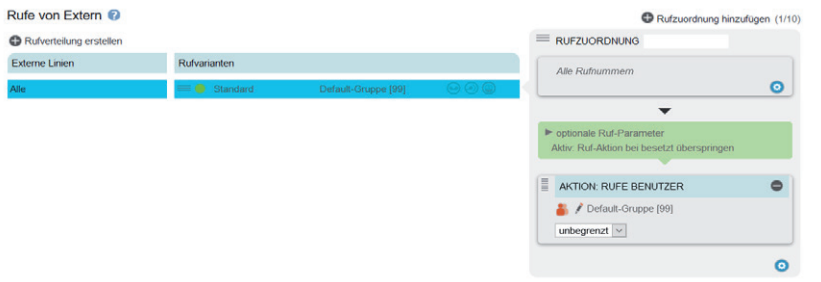 Rufe von Extern ?
Rufzuordnung hinzufügen (1/10)
Rufverteilung erstellen
Externe Linien
Rufvarianten
Alle
Standard
Default-Gruppe [99]
RUFZUORDNUNG
Alle Rufnummern
optionale Ruf-Parameter
Aktiv: Ruf-Aktion bei besetzt überspringen
AKTION: RUFE BENUTZER
Default-Gruppe [99]
unbegrenzt